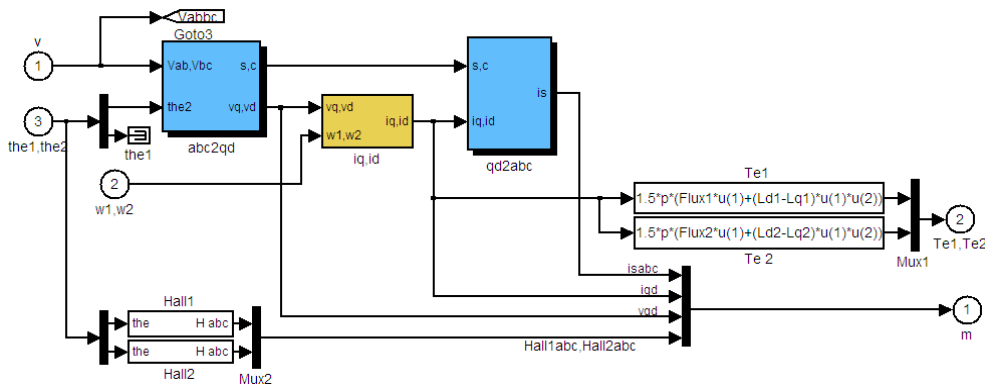 Vabbc
Goto3
v
1
Vab,Vbc
s,c
the2
vq,vd
abc2qd
3
the1,the2
the1
2
w1,w2
vq,vd
iq,id
w1,w2
iq,id
s,c
is
iq,id
qd2abc
Te1
1.5*p*(Flux1*u(1)+(Ld1-Lq1)*u(1)*u(2))
1.5*p*(Flux2*u(1)+(Ld2-Lq2)*u(1)*u(2))
Te 2
Mux1
2
Te1,Te2
isabc
iqd
vqd
Hall1abc,Hall2abc
1
m
Hall1
the
H abc
the
H abc
Hall2
Mux2